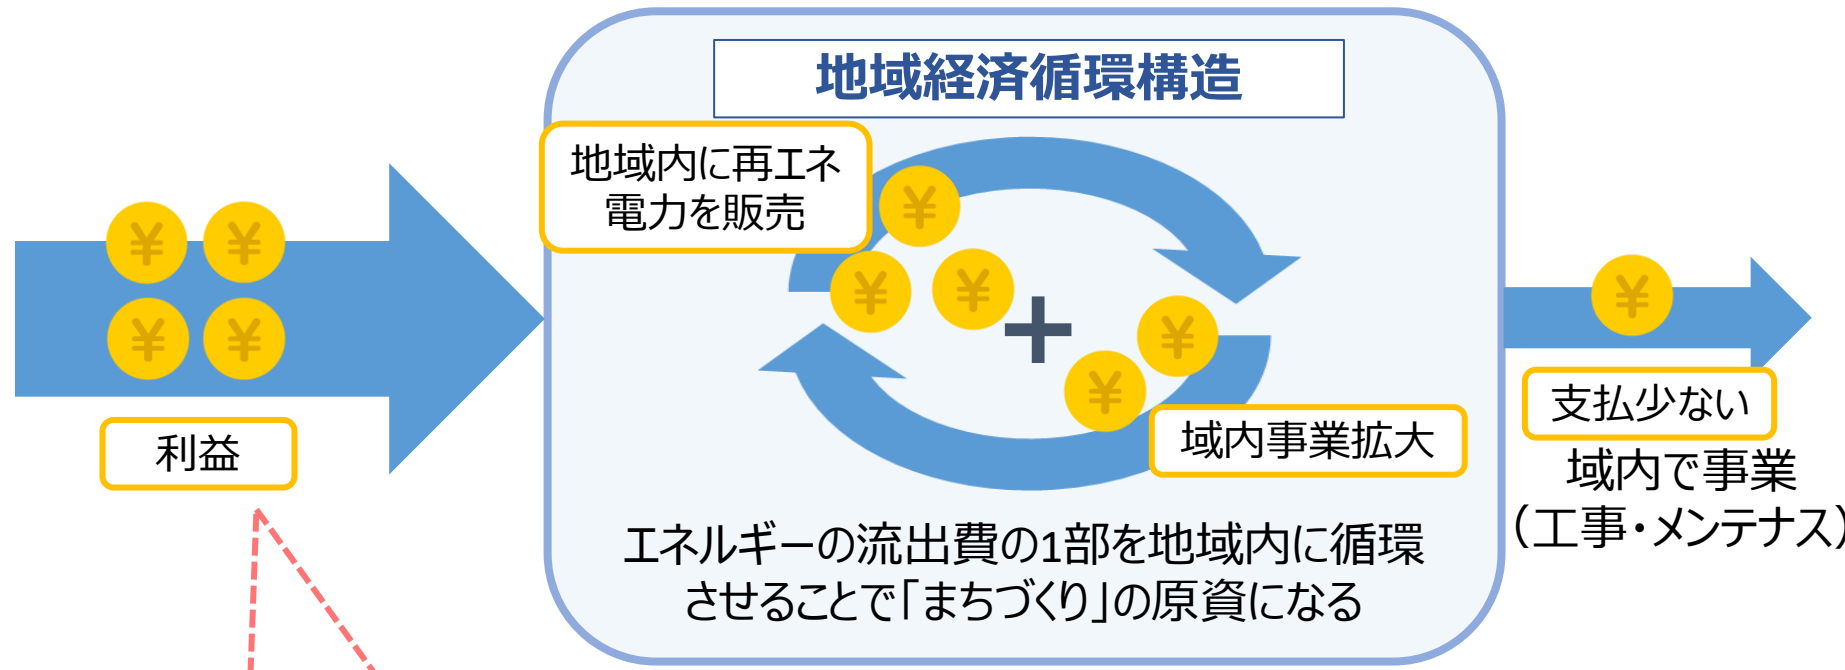 地域経済循環構造
地域内に再エネ
電力を販売
¥
¥
¥
¥
¥
¥
¥
¥
¥
¥
+
利益
域内事業拡大
支払少ない
域内で事業
（工事・メンテナス）
エネルギーの流出費の1部を地域内に循環
させることで「まちづくり」の原資になる